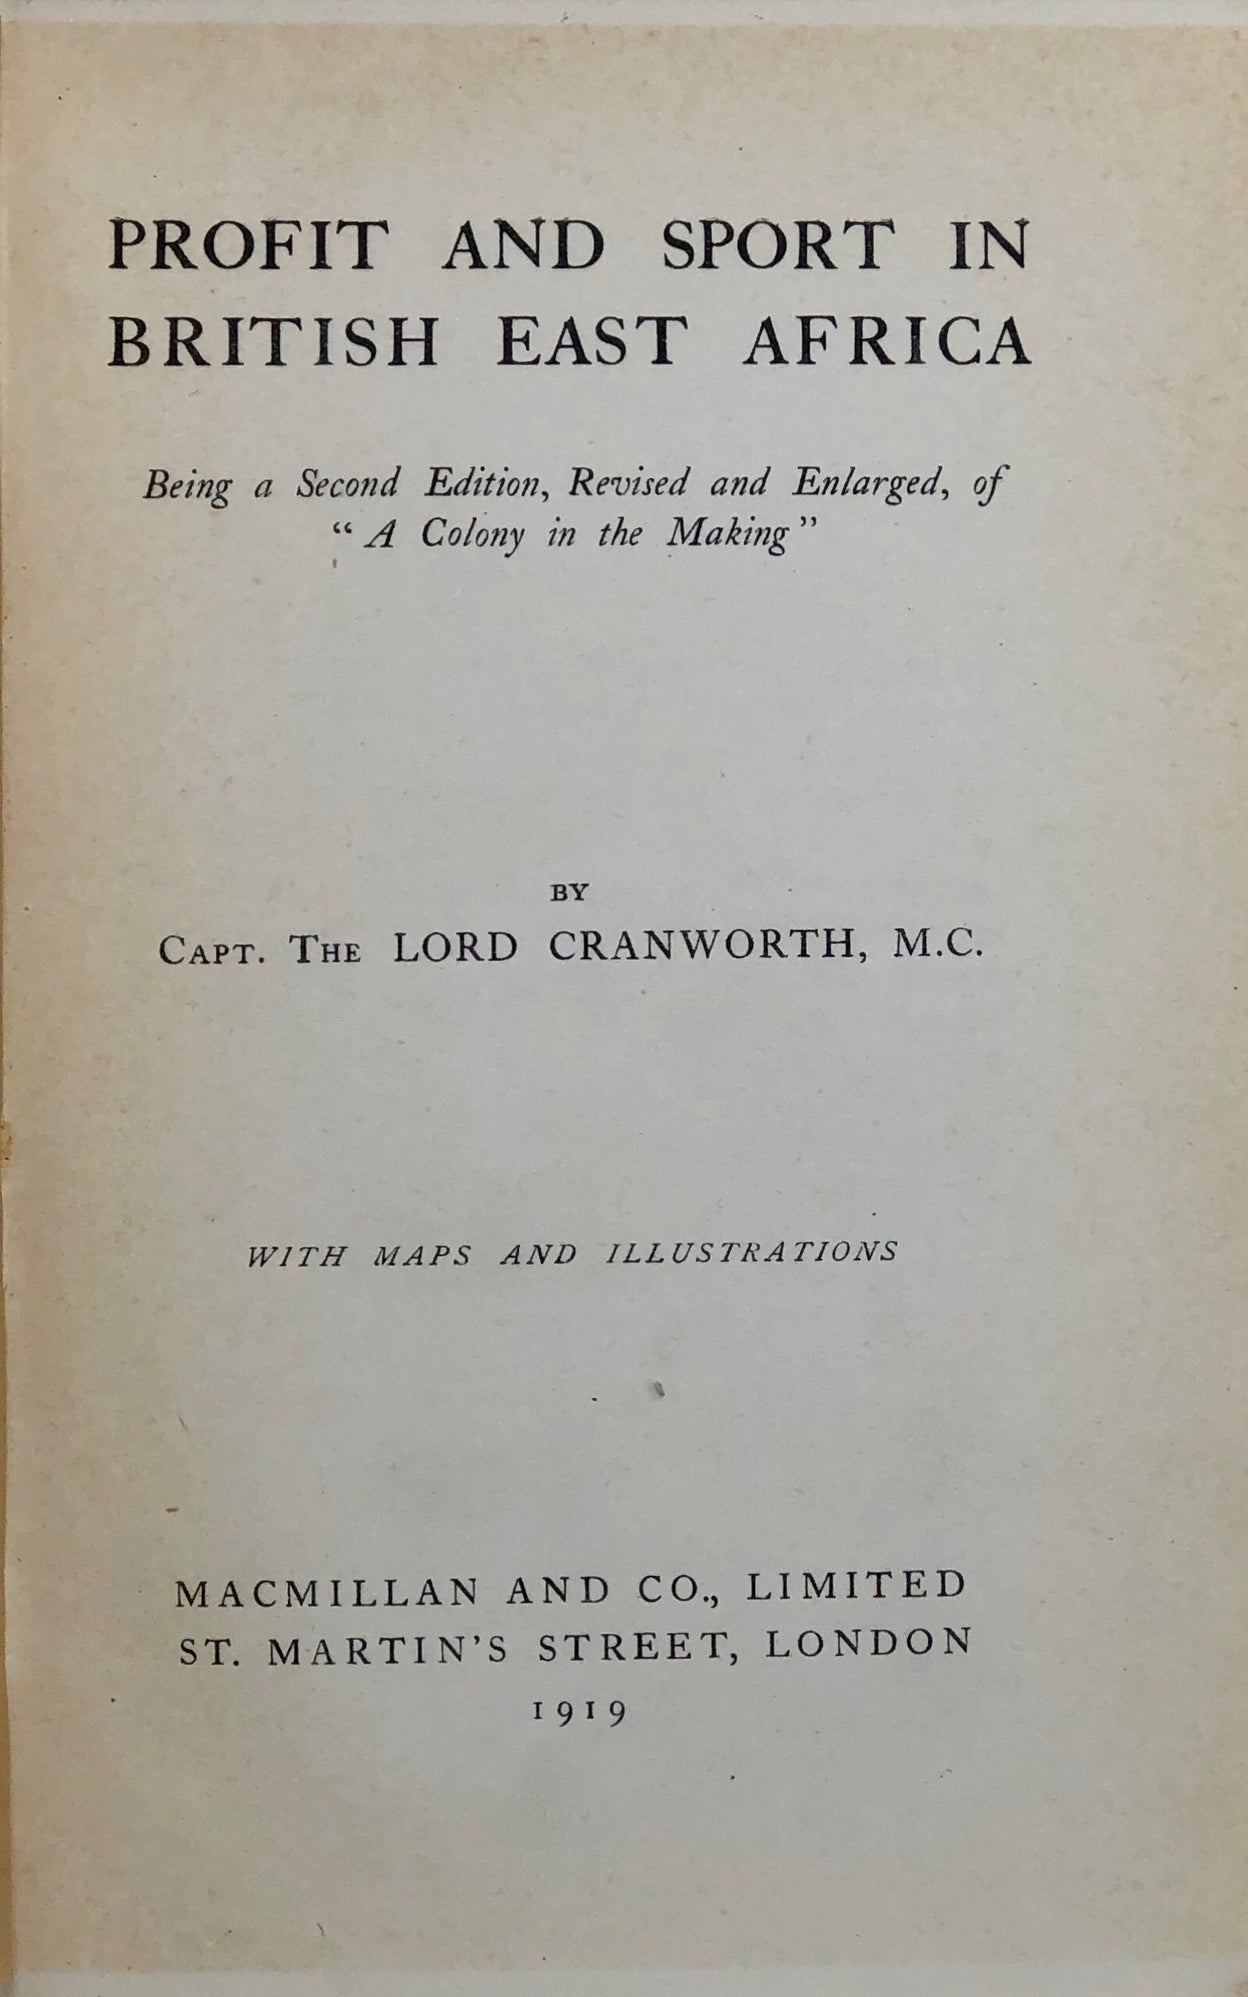 PROFIT AND SPORT IN
BRITISH EAST AFRICA
Being a Second Edition, Revised and Enlarged, of
“ A Colony in the Making ”
BY
CAPT. THE LORD CRANWORTH, M.C.
WITH MAPS AND ILLUSTRATIONS
MACMILLAN AND CO., LIMITED
ST. MARTIN'S STREET, LONDON
1919